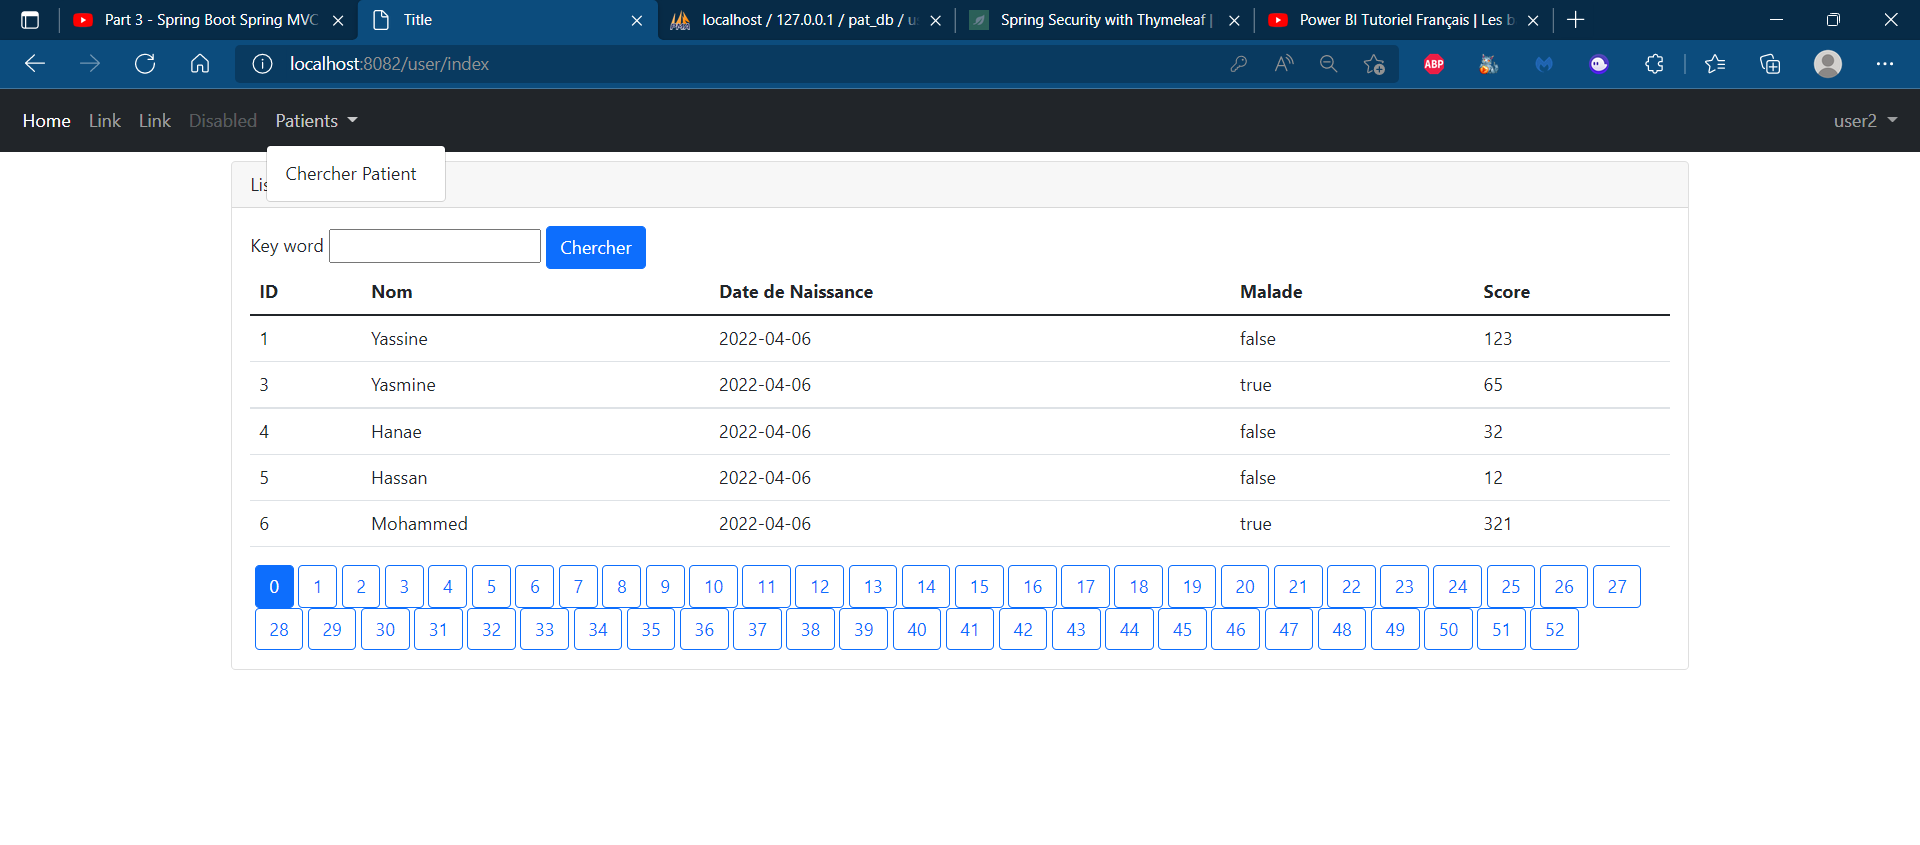 Part 3 - Spring Boot Spring MVC
Title
localhost / 127.0.0.1 / pat_db / u
Spring Security with Thymeleaf |
Power BI Tutoriel Français | Les b
localhost:8082/user/index
ABP
Home Link Link Disabled Patients
user2
Chercher Patient
Lis
Key word
Chercher
ID Nom Date de Naissance Malade Score
1 Yassine 2022-04-06 false 123
3 Yasmine 2022-04-06 true 65
4 Hanae 2022-04-06 false 32
5 Hassan 2022-04-06 false 12
6 Mohammed 2022-04-06 true 321
0 1 2 3 4 5 6 7 8 9 10 11 12 13 14 15 16 17 18 19 20 21 22 23 24 25 26 27
28 29 30 31 32 33 34 35 36 37 38 39 40 41 42 43 44 45 46 47 48 49 50 51 52